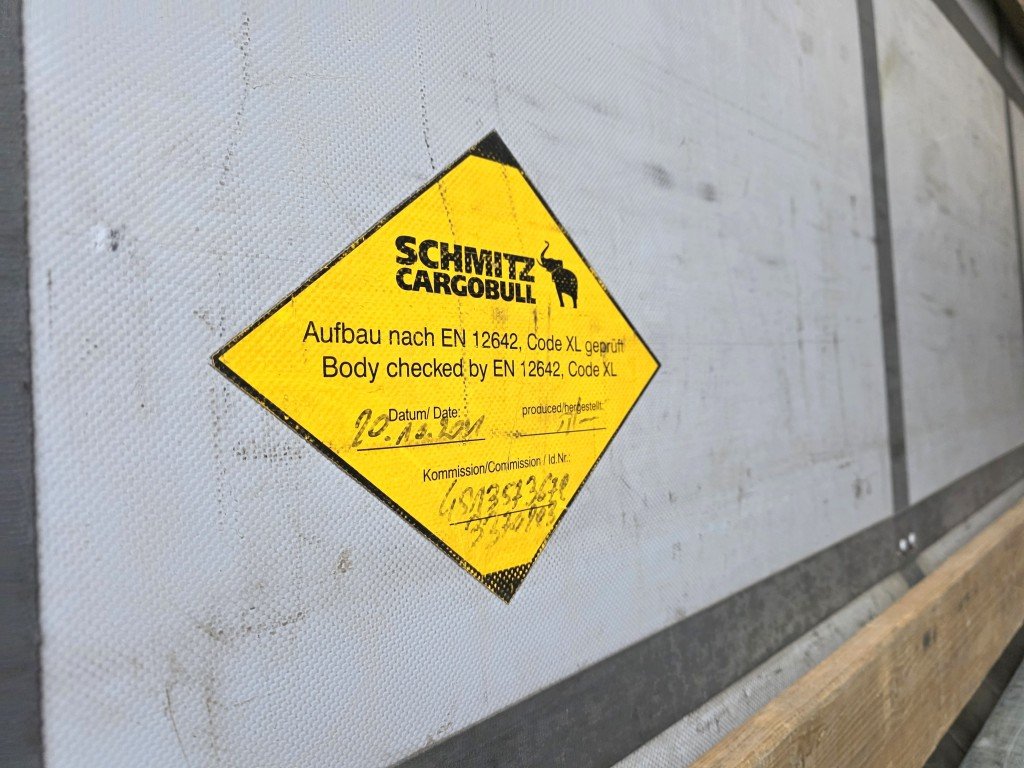 SCHMITZ
CARGOBULL
Aufbau nach EN 12642, Code XL geprüft
Body checked by EN 12642, Code XL
Datum/ Date: produced/hergestellt:
Kommission/Commission / Id.Nr.: